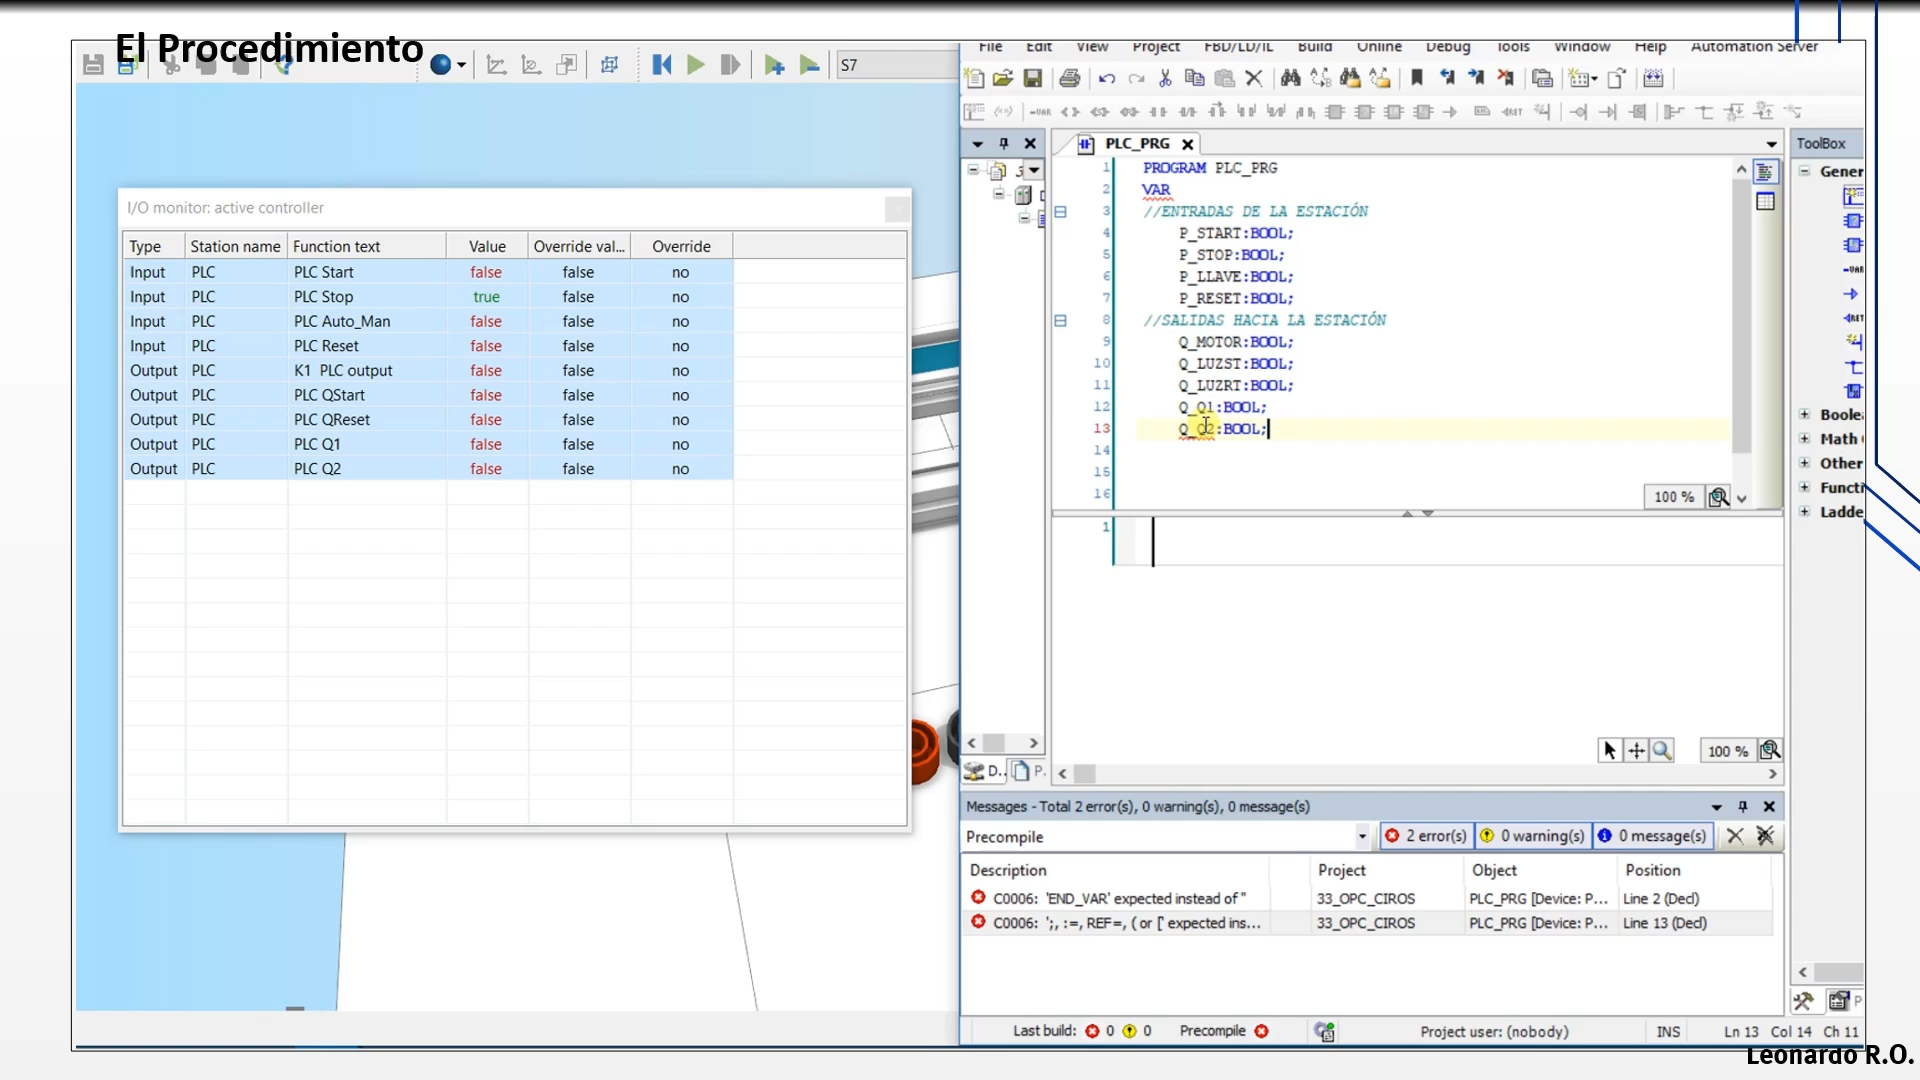 El Procedimiento
S7
I/O monitor: active controller
Type Station name Function text Value Override val... Override
Input PLC PLC Start false false no
Input PLC PLC Stop true false no
Input PLC PLC Auto_Man false false no
Input PLC PLC Reset false false no
Output PLC K1 PLC output false false no
Output PLC PLC QStart false false no
Output PLC PLC QReset false false no
Output PLC PLC Q1 false false no
Output PLC PLC Q2 false false no
File Edit View Project FBD/LD/IL Build Online Debug Tools Window Help Automation Server
PLC_PRG
ToolBox
1 PROGRAM PLC_PRG
2 VAR
3 //ENTRADAS DE LA ESTACIÓN
4 P_START:BOOL;
5 P_STOP:BOOL;
6 P_LLAVE:BOOL;
7 P_RESET:BOOL;
8 //SALIDAS HACIA LA ESTACIÓN
9 Q_MOTOR:BOOL;
10 Q_LUZST:BOOL;
11 Q_LUZRT:BOOL;
12 Q_Q1:BOOL;
13 Q_Q2:BOOL;
14
15
16
100 %
1
Gener
Boole
Math
Other
Functi
Ladde
100 %
D..
P.
Messages - Total 2 error(s), 0 warning(s), 0 message(s)
Precompile 2 error(s) 0 warning(s) 0 message(s)
Description Project Object Position
C0006: 'END_VAR' expected instead of '' 33_OPC_CIROS PLC_PRG [Device: P... Line 2 (Decl)
C0006: ';, :=, REF=, ( or [' expected ins... 33_OPC_CIROS PLC_PRG [Device: P... Line 13 (Decl)
Last build: 0 0 Precompile Project user: (nobody) INS Ln 13 Col 14 Ch 11
Leonardo R.O.